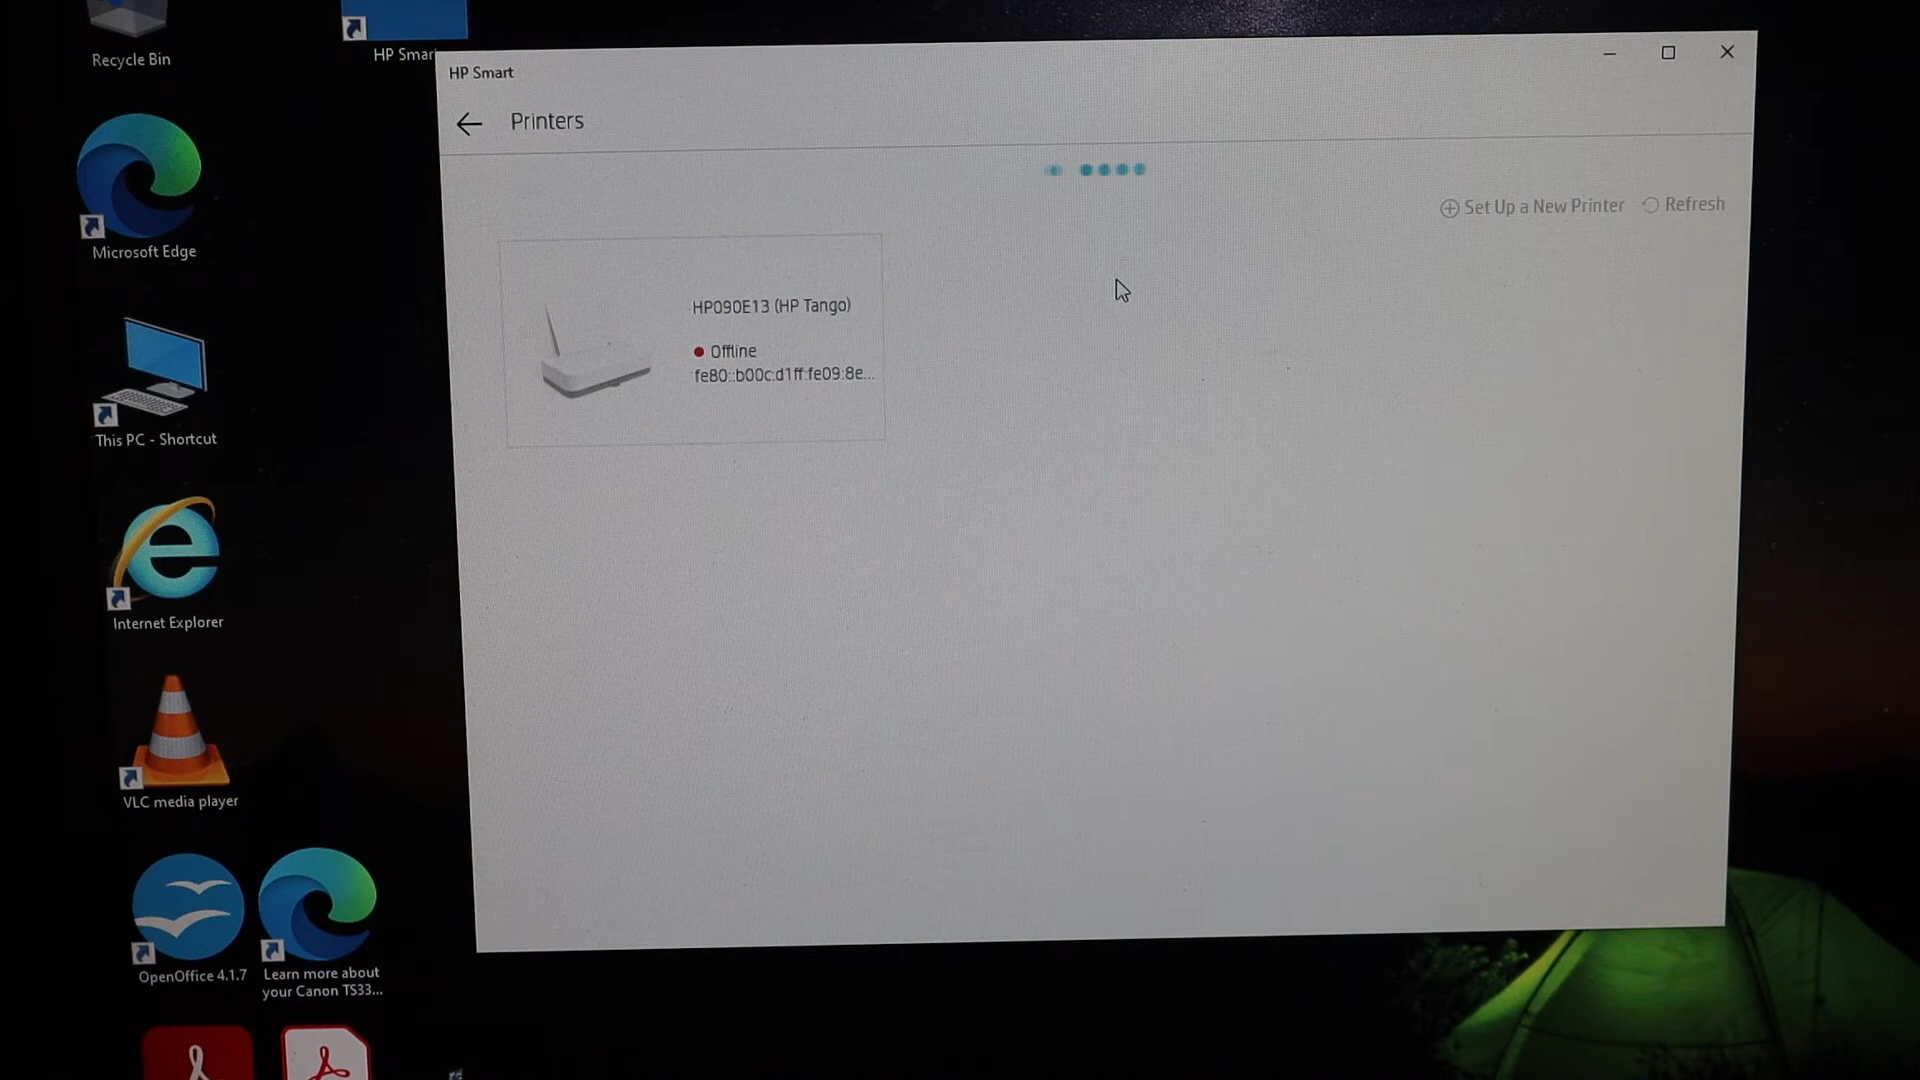 Recycle Bin
HP Smar
Microsoft Edge
This PC - Shortcut
Internet Explorer
VLC media player
OpenOffice 4.1.7
Learn more about
your Canon TS33...
HP Smart
Printers
Set Up a New Printer
Refresh
HP090E13 (HP Tango)
Offline
fe80::b00c:d1ff:fe09:8e...